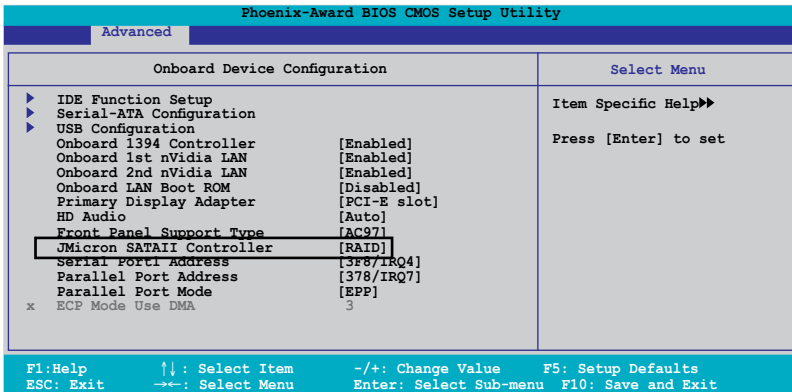 Phoenix-Award BIOS CMOS Setup Utility
Advanced
Onboard Device Configuration
Select Menu
IDE Function Setup
Serial-ATA Configuration
USB Configuration
Onboard 1394 Controller [Enabled]
Onboard 1st nVidia LAN [Enabled]
Onboard 2nd nVidia LAN [Enabled]
Onboard LAN Boot ROM [Disabled]
Primary Display Adapter [PCI-E slot]
HD Audio [Auto]
Front Panel Support Type [AC97]
JMicron SATAII Controller [RAID]
Serial Port1 Address [3F8/IRQ4]
Parallel Port Address [378/IRQ7]
Parallel Port Mode [EPP]
x ECP Mode Use DMA 3
Item Specific Help▶▶
Press [Enter] to set
F1:Help ↑↓ : Select Item -/+: Change Value F5: Setup Defaults
ESC: Exit →←: Select Menu Enter: Select Sub-menu F10: Save and Exit